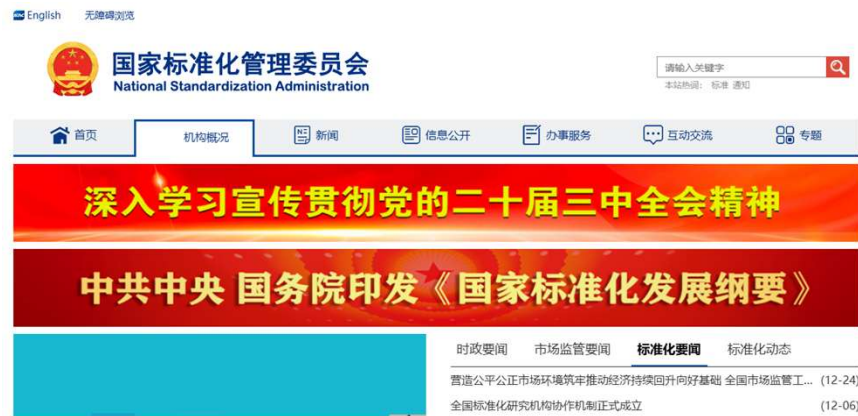 English 无障碍浏览
国家标准化管理委员会
National Standardization Administration
请输入关键字
本站热词: 标准 通知
首页 机构概况 新闻 信息公开 办事服务 互动交流 专题
深入学习宣传贯彻党的二十届三中全会精神
中共中央 国务院印发《国家标准化发展纲要》
时政要闻 市场监管要闻 标准化要闻 标准化动态
营造公平公正市场环境筑牢推动经济持续回升向好基础 全国市场监管工... (12-24)
全国标准化研究机构协作机制正式成立 (12-06)